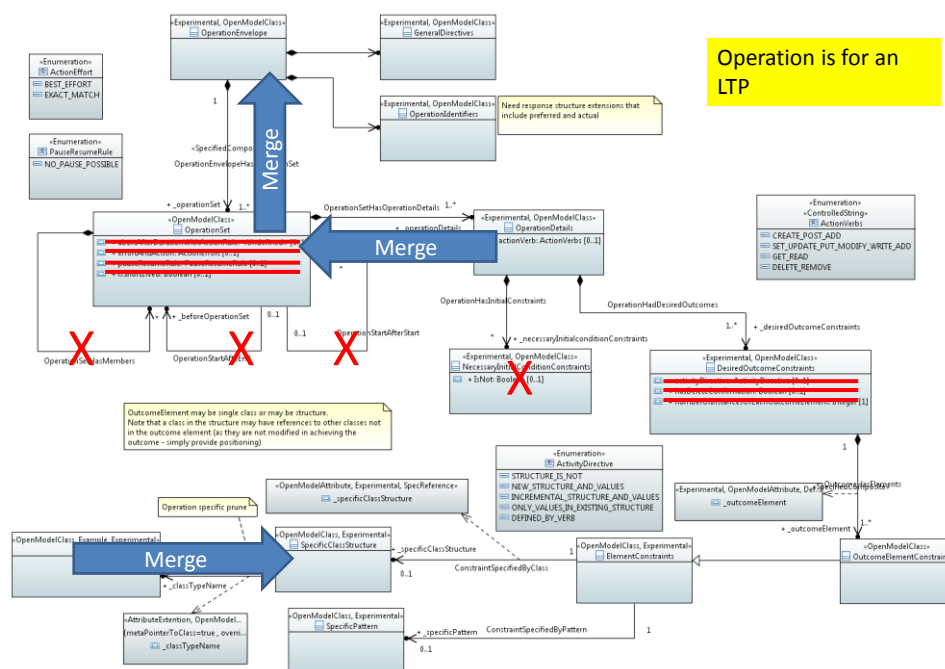 «Experimental, OpenModelClass»
OperationEnvelope
«Experimental, OpenModelClass»
GeneralDirectives
Operation is for an
LTP
«Enumeration»
ActionEffort
BEST_EFFORT
EXACT_MATCH
1
«Experimental, OpenModelClass»
OperationIdentifiers
Need response structure extensions that
include preferred and actual
«Enumeration»
PauseResumeRule
NO_PAUSE_POSSIBLE
Merge
+ _operationSet
1..*
OperationSetHasOperationDetails
1..*
«OpenModelClass»
OperationSet
«Experimental, OpenModelClass»
OperationDetails
actionVerb: ActionVerbs [0..1]
Merge
«Enumeration»
«ControlledString»
ActionVerbs
CREATE_POST_ADD
SET_UPDATE_PUT_MODIFY_WRITE_ADD
GET_READ
DELETE_REMOVE
*
OperationHasInitialConstraints
OperationHadDesiredOutcomes
+ _beforeOperationSet
0..1
0..1
X
X
X
OperationStartAfterStart
* + _necessaryInitialconditionConstraints
1..*
+ _desiredOutcomeConstraints
«Experimental, OpenModelClass»
NecessaryInitialConditionConstraints
+ IsNot: Boolean [0..1]
X
«Experimental, OpenModelClass»
DesiredOutcomeConstraints
OutcomeElement may be single class or may be structure.
Note that a class in the structure may have references to other classes not
in the outcome element (as they are not modified in achieving the
outcome - simply provide positioning)
1
«Enumeration»
ActivityDirective
STRUCTURE_IS_NOT
NEW_STRUCTURE_AND_VALUES
INCREMENTAL_STRUCTURE_AND_VALUES
ONLY_VALUES_IN_EXISTING_STRUCTURE
DEFINED_BY_VERB
«OpenModelAttribute, Experimental, SpecReference»
_specificClassStructure
_outcomeElement
Operation specific prune
+ _outcomeElement
1..*
Merge
«OpenModelClass, Experimental»
SpecificClassStructure
+ _specificClassStructure
0..1
1
ConstraintSpecifiedByClass
«OpenModelClass, Experimental»
ElementConstraints
«OpenModelClass»
OutcomeElementConstraint
+ _classTypeName
«AttributeExtention, OpenModel...
{metaPointerToClass=true , overri...
_classTypeName
«OpenModelClass, Experimental»
SpecificPattern
+ _specificPattern
0..1
ConstraintSpecifiedByPattern
1